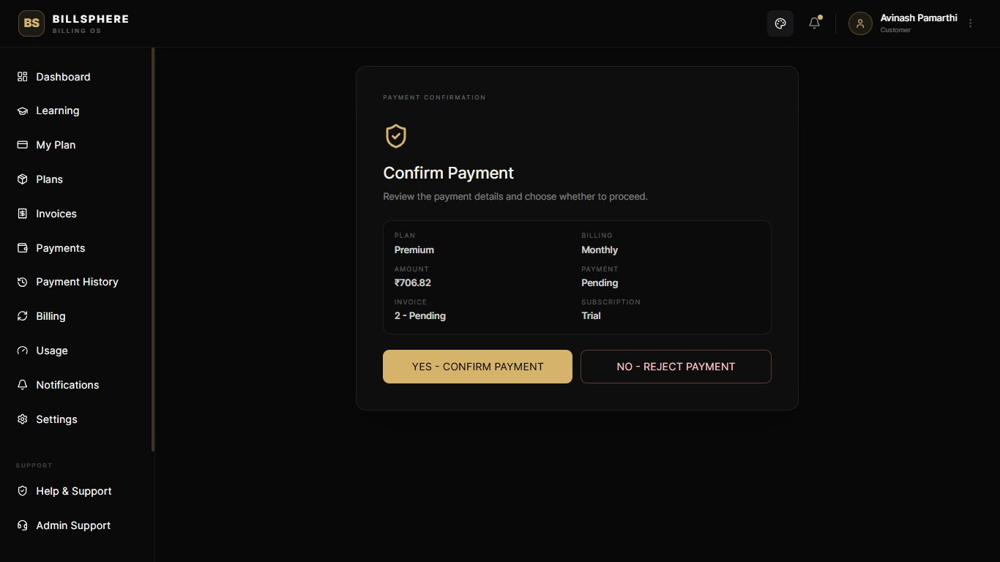 BS BILLSPHERE
BILLING OS
Avinash Pamarthi
Customer
Dashboard
Learning
My Plan
Plans
Invoices
Payments
Payment History
Billing
Usage
Notifications
Settings
SUPPORT
Help & Support
Admin Support
PAYMENT CONFIRMATION
Confirm Payment
Review the payment details and choose whether to proceed.
PLAN BILLING
Premium Monthly
AMOUNT PAYMENT
₹706.82 Pending
INVOICE SUBSCRIPTION
2 - Pending Trial
YES - CONFIRM PAYMENT NO - REJECT PAYMENT